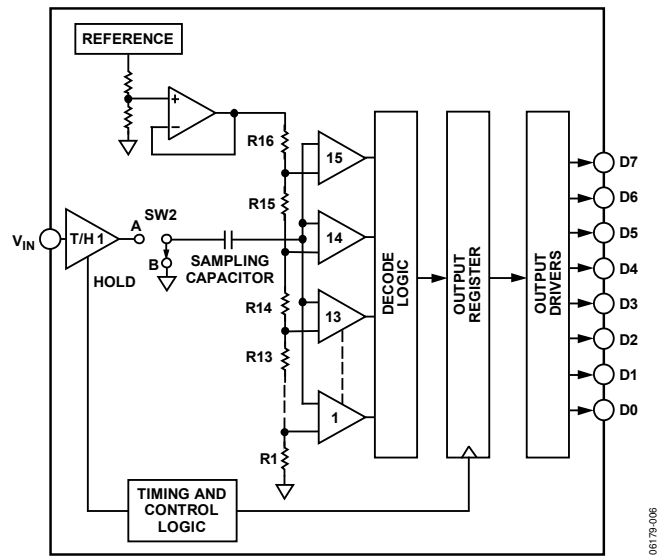 REFERENCE
+
−
R16
15
R15
D7
D6
D5
D4
D3
D2
D1
D0
V_IN
T/H 1
A
SW2
B
SAMPLING
CAPACITOR
14
HOLD
R14
13
R13
1
R1
DECODE
LOGIC
OUTPUT
REGISTER
OUTPUT
DRIVERS
TIMING AND
CONTROL
LOGIC
06179-006